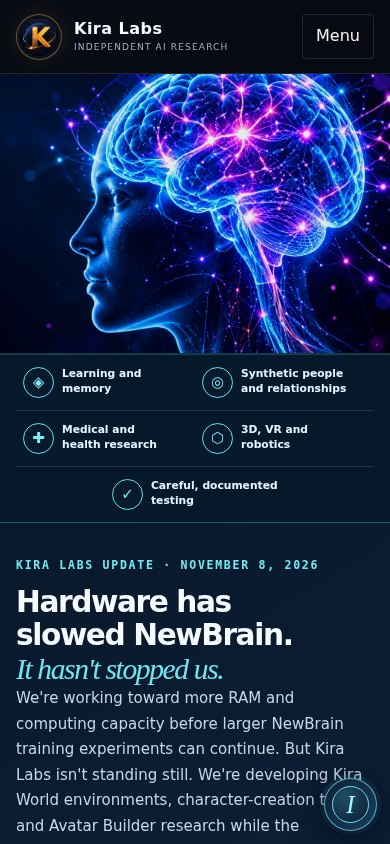 K
Kira Labs
INDEPENDENT AI RESEARCH
Menu
Learning and
memory
Synthetic people
and relationships
Medical and
health research
3D, VR and
robotics
Careful, documented
testing
KIRA LABS UPDATE · NOVEMBER 8, 2026
Hardware has
slowed NewBrain.
It hasn't stopped us.
We're working toward more RAM and
computing capacity before larger NewBrain
training experiments can continue. But Kira
Labs isn't standing still. We're developing Kira
World environments, character-creation
and Avatar Builder research while the
I